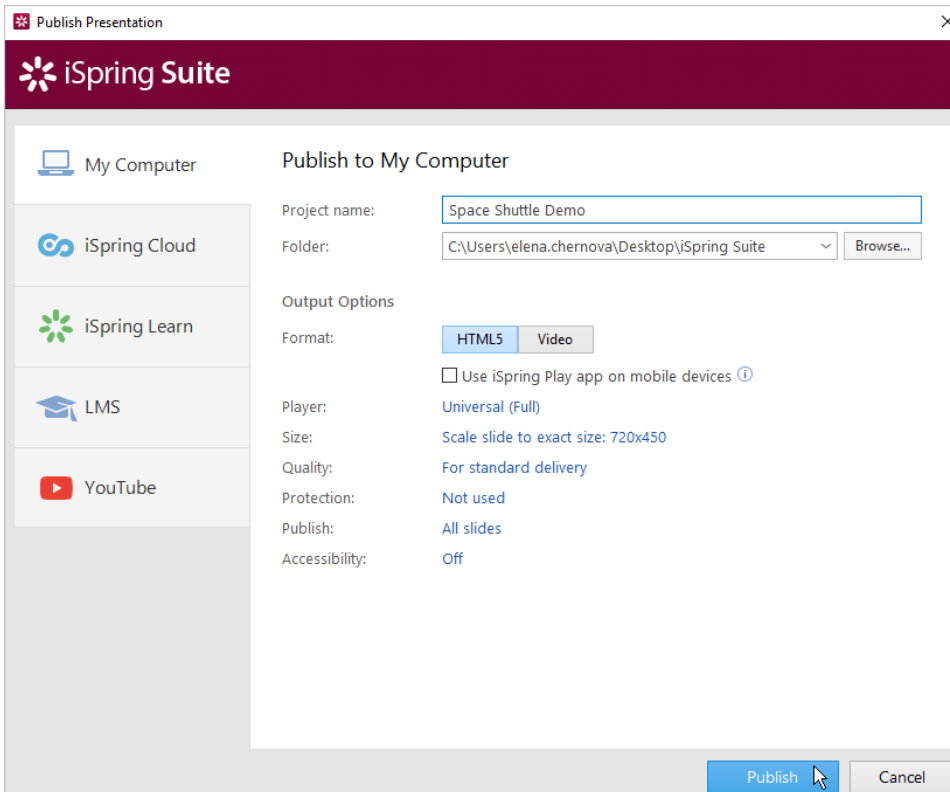 Publish Presentation
iSpring Suite
My Computer
iSpring Cloud
iSpring Learn
LMS
YouTube
Publish to My Computer
Project name: Space Shuttle Demo
Folder: C:\Users\elena.chernova\Desktop\iSpring Suite Browse...
Output Options
Format: HTML5 Video
Use iSpring Play app on mobile devices
Player: Universal (Full)
Size: Scale slide to exact size: 720x450
Quality: For standard delivery
Protection: Not used
Publish: All slides
Accessibility: Off
Publish Cancel